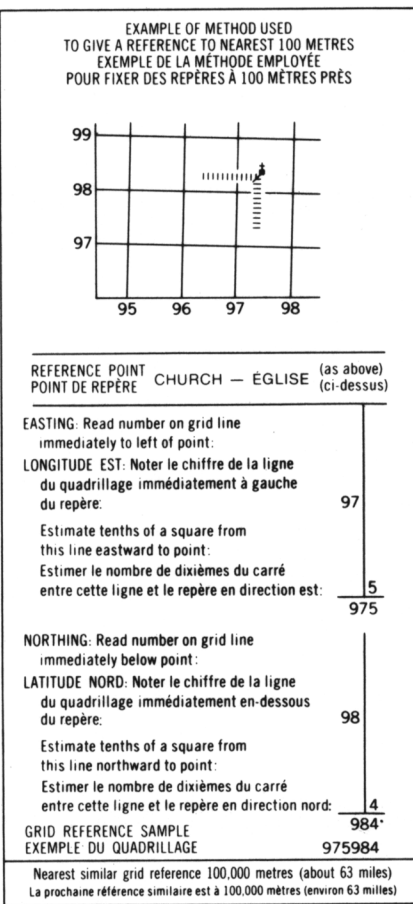 EXAMPLE OF METHOD USED
TO GIVE A REFERENCE TO NEAREST 100 METRES
EXEMPLE DE LA MÉTHODE EMPLOYÉE
POUR FIXER DES REPÈRES À 100 MÈTRES PRÈS
99
98
97
95 96 97 98
REFERENCE POINT CHURCH — ÉGLISE (as above)
POINT DE REPÈRE (ci-dessus)
EASTING: Read number on grid line
immediately to left of point:
LONGITUDE EST: Noter le chiffre de la ligne
du quadrillage immédiatement à gauche
du repère: 97
Estimate tenths of a square from
this line eastward to point:
Estimer le nombre de dixièmes du carré
entre cette ligne et le repère en direction est: 5
975
NORTHING: Read number on grid line
immediately below point:
LATITUDE NORD: Noter le chiffre de la ligne
du quadrillage immédiatement en-dessous
du repère: 98
Estimate tenths of a square from
this line northward to point:
Estimer le nombre de dixièmes du carré
entre cette ligne et le repère en direction nord: 4
984
GRID REFERENCE SAMPLE
EXEMPLE DU QUADRILLAGE 975984
Nearest similar grid reference 100,000 metres (about 63 miles)
La prochaine référence similaire est à 100,000 mètres (environ 63 milles)